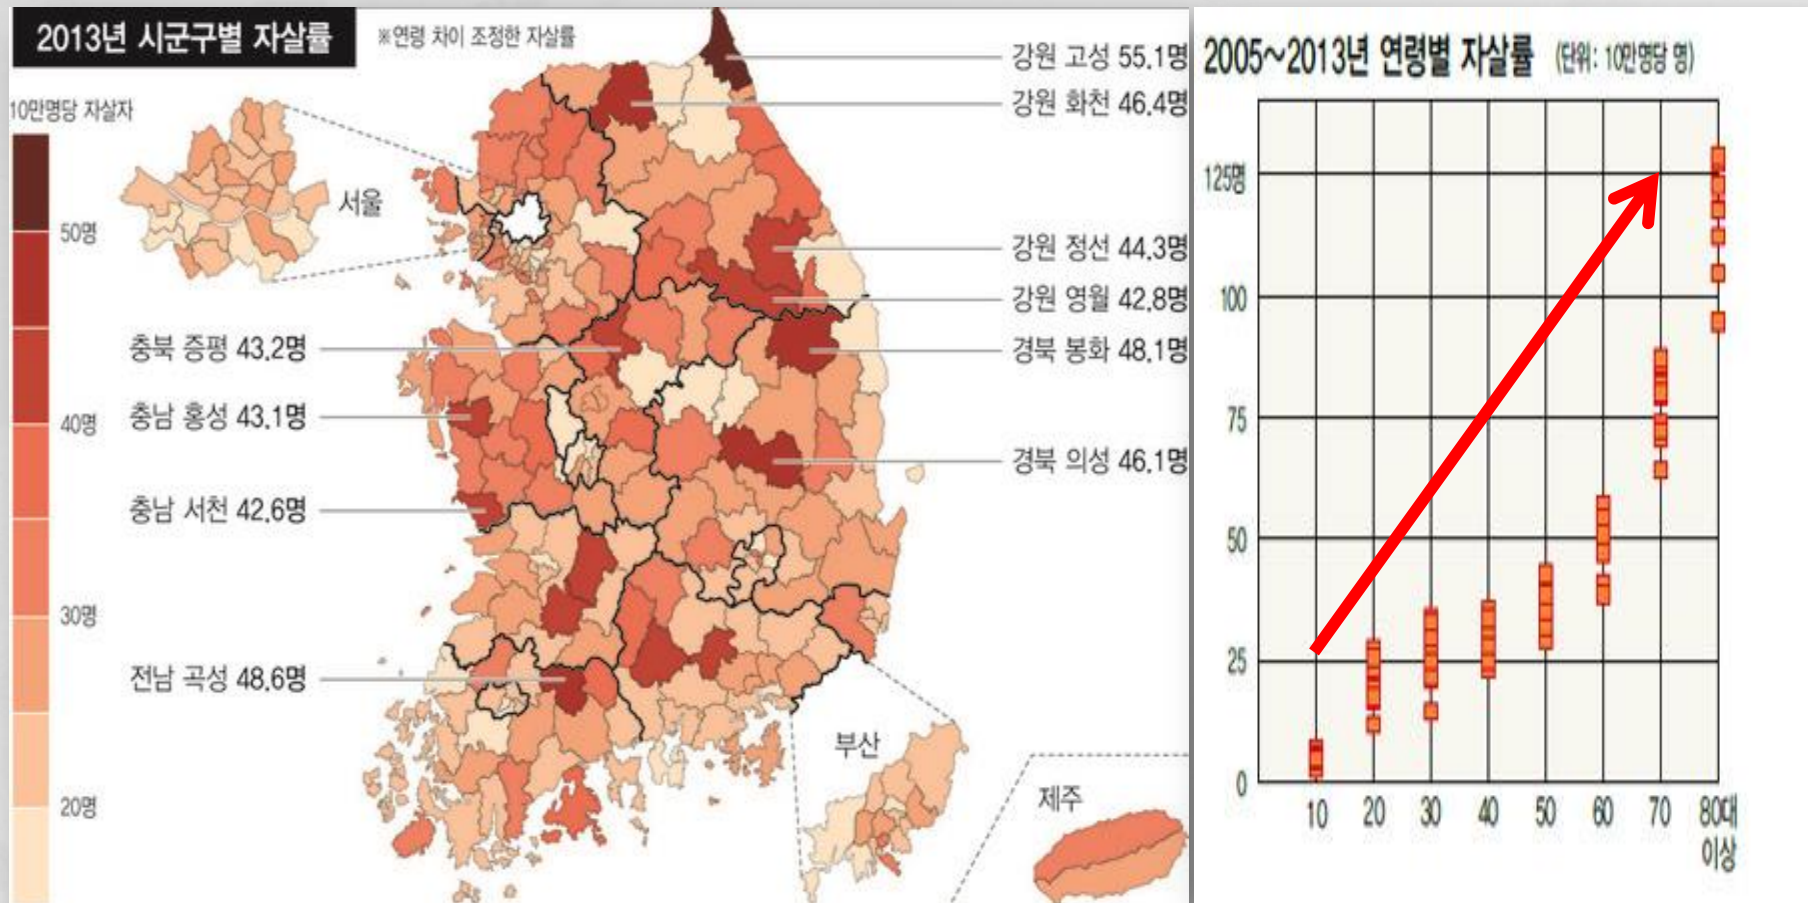 2013년 시군구별 자살률
※연령 차이 조정한 자살률
10만명당 자살자
50명
40명
30명
20명
서울
강원 고성 55.1명
강원 화천 46.4명
강원 정선 44.3명
강원 영월 42.8명
경북 봉화 48.1명
경북 의성 46.1명
충북 증평 43.2명
충남 홍성 43.1명
충남 서천 42.6명
전남 곡성 48.6명
부산
제주
2005~2013년 연령별 자살률 (단위: 10만명당 명)
125명
100
75
50
25
0
10 20 30 40 50 60 70 80대
이상